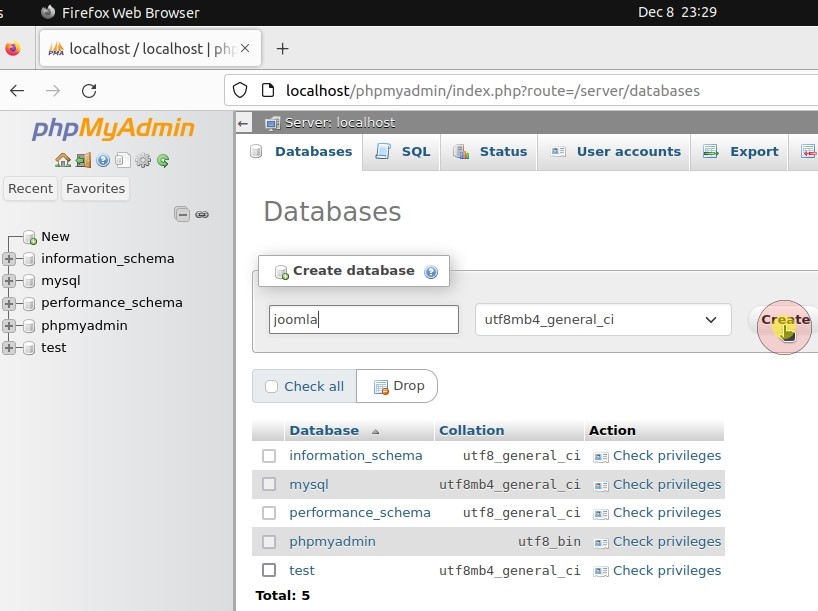 Firefox Web Browser Dec 8 23:29
localhost / localhost | php
localhost/phpmyadmin/index.php?route=/server/databases
phpMyAdmin
Recent Favorites
New
information_schema
mysql
performance_schema
phpmyadmin
test
Server: localhost
Databases SQL Status User accounts Export
Databases
Create database
joomla utf8mb4_general_ci Create
Check all Drop
Database Collation Action
information_schema utf8_general_ci Check privileges
mysql utf8mb4_general_ci Check privileges
performance_schema utf8_general_ci Check privileges
phpmyadmin utf8_bin Check privileges
test utf8mb4_general_ci Check privileges
Total: 5